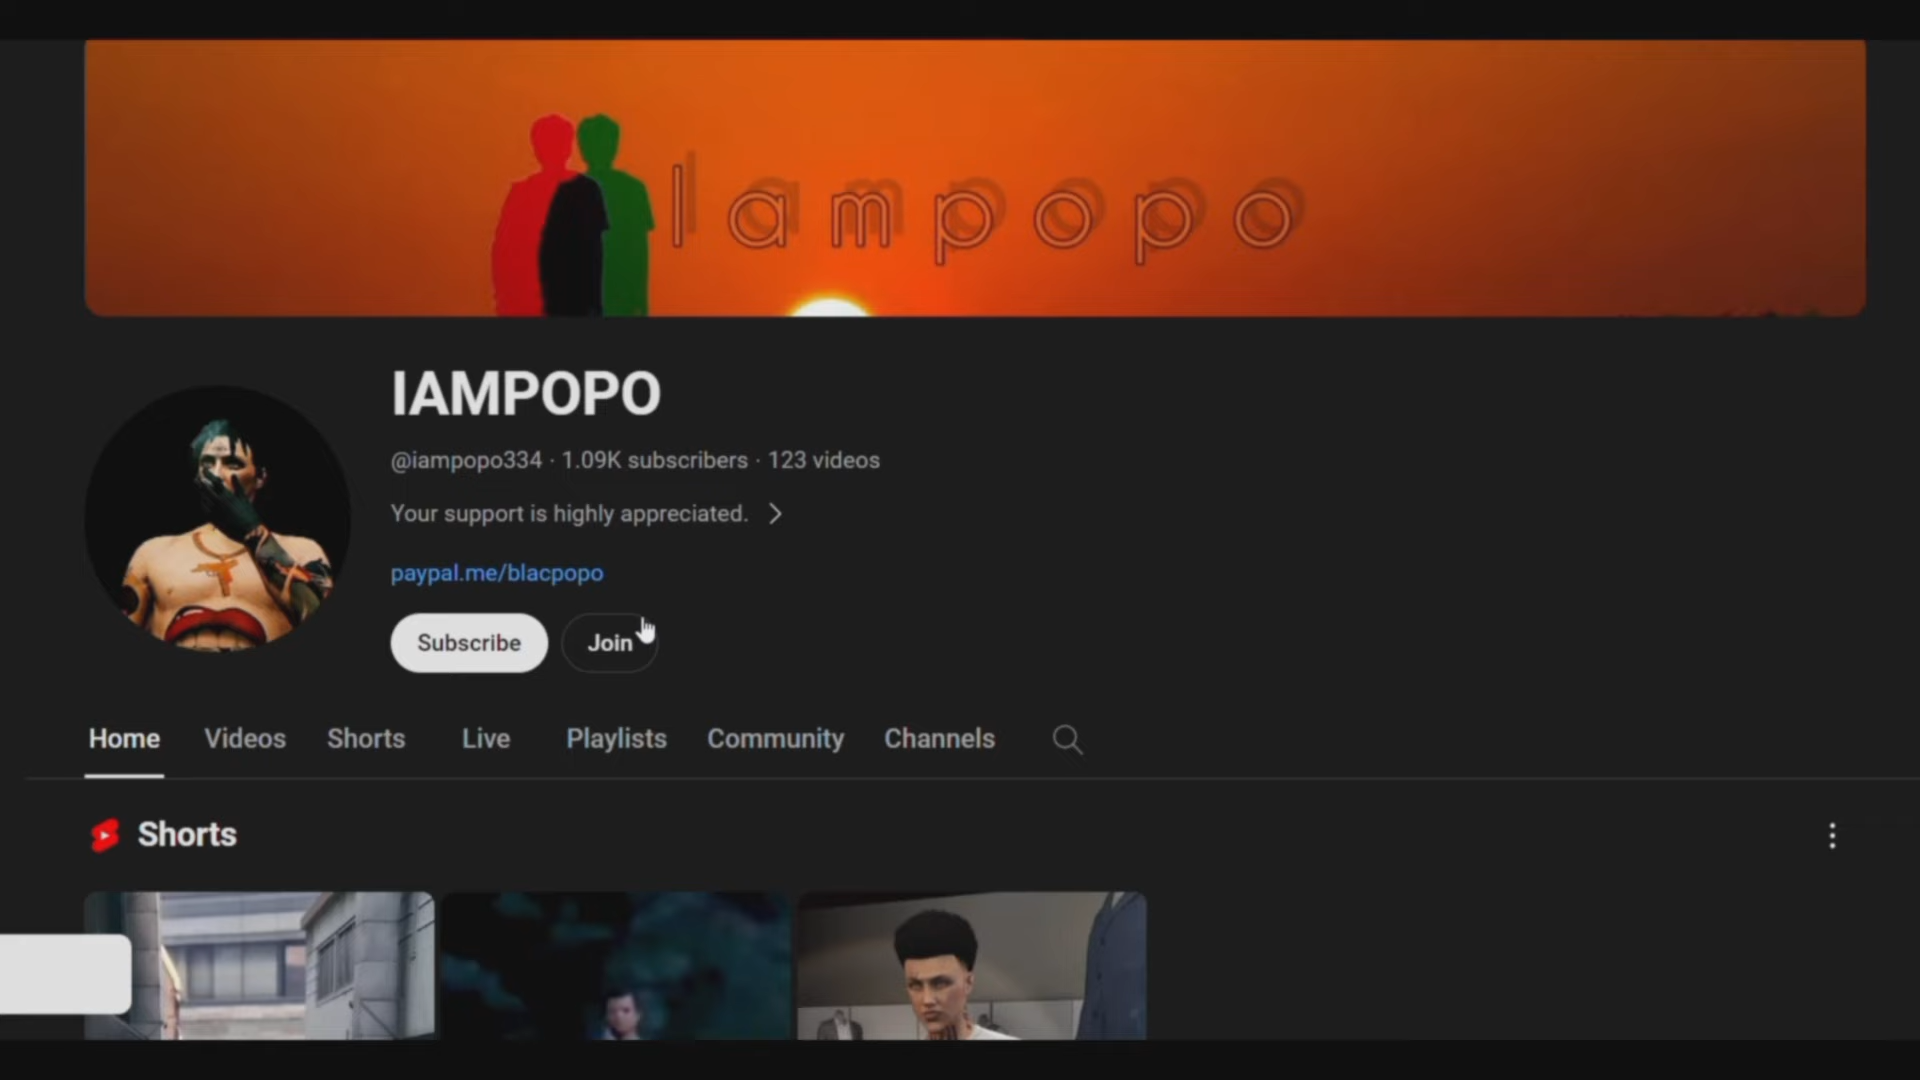 Iampopo
IAMPOPO
@iampopo334 · 1.09K subscribers · 123 videos
Your support is highly appreciated.
paypal.me/blacpopo
Subscribe Join
Home Videos Shorts Live Playlists Community Channels
Shorts